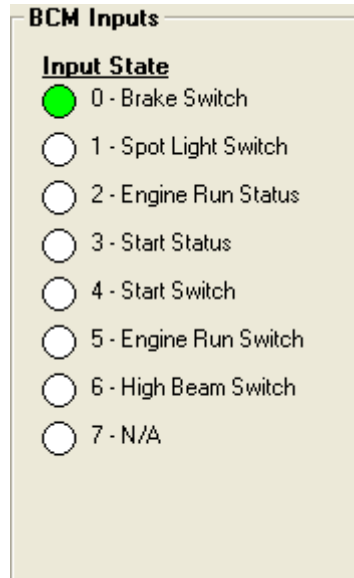 BCM Inputs
Input State
0 - Brake Switch
1 - Spot Light Switch
2 - Engine Run Status
3 - Start Status
4 - Start Switch
5 - Engine Run Switch
6 - High Beam Switch
7 - N/A